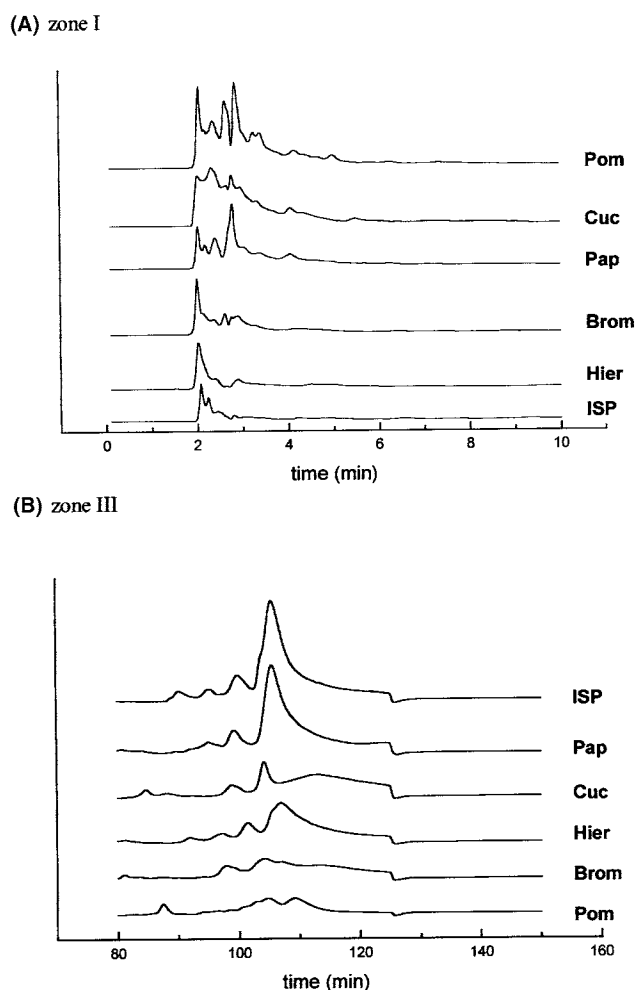 (A) zone I
Pom
Cuc
Pap
Brom
Hier
ISP
0 2 4 6 8 10
time (min)
(B) zone III
ISP
Pap
Cuc
Hier
Brom
Pom
80 100 120 140 160
time (min)